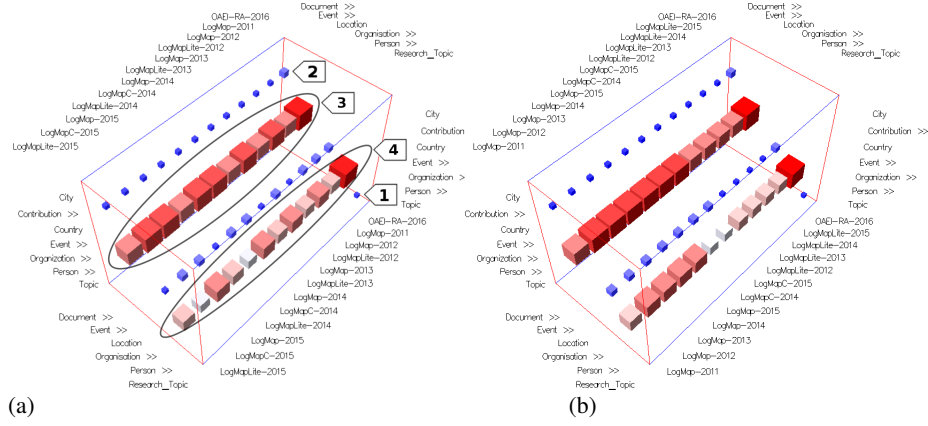 Document >>
Event >>
Location
Organisation >>
Person >>
Research_Topic
OAEI-RA-2016
LogMap-2011
LogMap-2012
LogMapLite-2012
LogMap-2013
LogMapLite-2013
LogMap-2014
LogMapC-2014
LogMapLite-2014
LogMap-2015
LogMapC-2015
LogMapLite-2015
2
3
4
1
City
Contribution >>
Country
Event >>
Organization >>
Person >>
Topic
City
Contribution >>
Country
Event >>
Organization >>
Person >>
Topic
OAEI-RA-2016
LogMap-2011
LogMap-2012
LogMap-2013
LogMap-2014
LogMapC-2014
LogMapLite-2014
LogMap-2015
LogMapC-2015
LogMapLite-2015
Document >>
Event >>
Location
Organisation >>
Person >>
Research_Topic
(a)
Document >>
Event >>
Location
Organisation >>
Person >>
Research_Topic
OAEI-RA-2016
LogMapLite-2015
LogMapLite-2014
LogMapLite-2013
LogMapLite-2012
LogMapC-2015
LogMapC-2014
LogMap-2015
LogMap-2014
LogMap-2013
LogMap-2012
LogMap-2011
City
Contribution >>
Country
Event >>
Organization >>
Person >>
Topic
City
Contribution >>
Country
Event >>
Organization >>
Person >>
Topic
OAEI-RA-2016
LogMapLite-2015
LogMapLite-2014
LogMapLite-2013
LogMapLite-2012
LogMapC-2015
LogMapC-2014
LogMap-2015
LogMap-2014
LogMap-2013
LogMap-2012
LogMap-2011
Document >>
Event >>
Location
Organisation >>
Person >>
Research_Topic
(b)